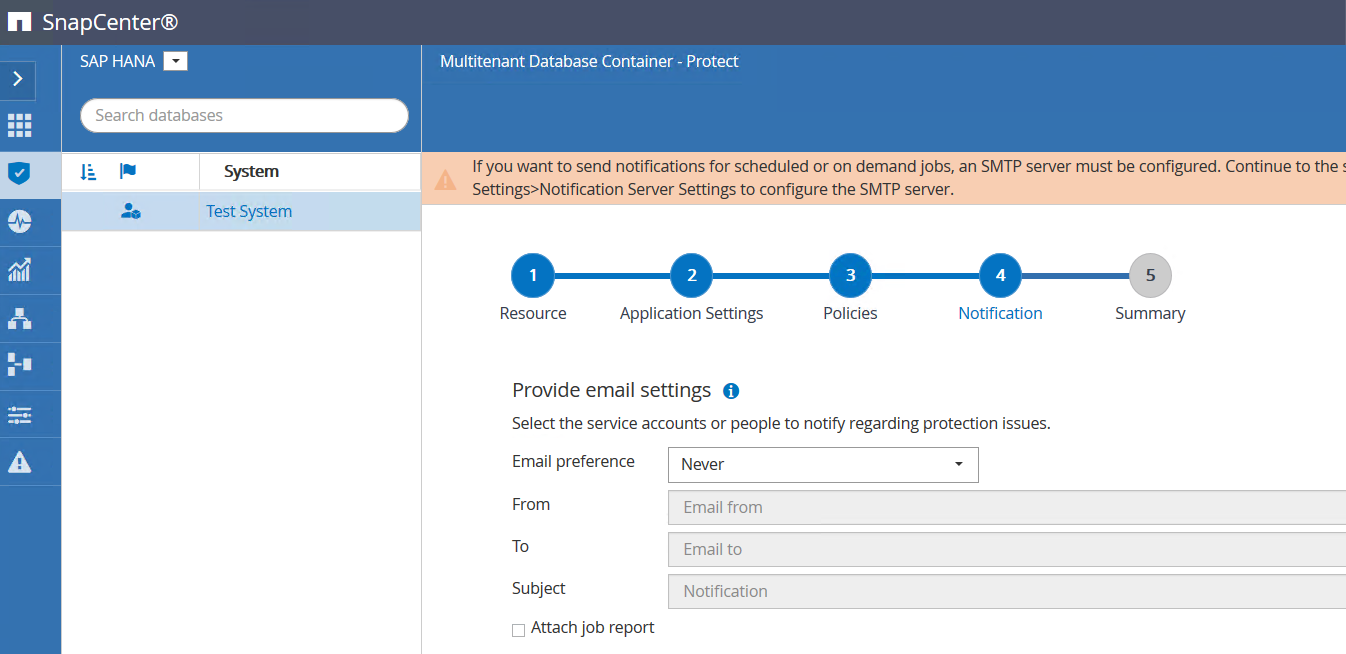 SnapCenter®
SAP HANA
Multitenant Database Container - Protect
Search databases
System
Test System
If you want to send notifications for scheduled or on demand jobs, an SMTP server must be configured. Continue to the
Settings>Notification Server Settings to configure the SMTP server.
1
2
3
4
5
Resource
Application Settings
Policies
Notification
Summary
Provide email settings
Select the service accounts or people to notify regarding protection issues.
Email preference
Never
From
Email from
To
Email to
Subject
Notification
Attach job report